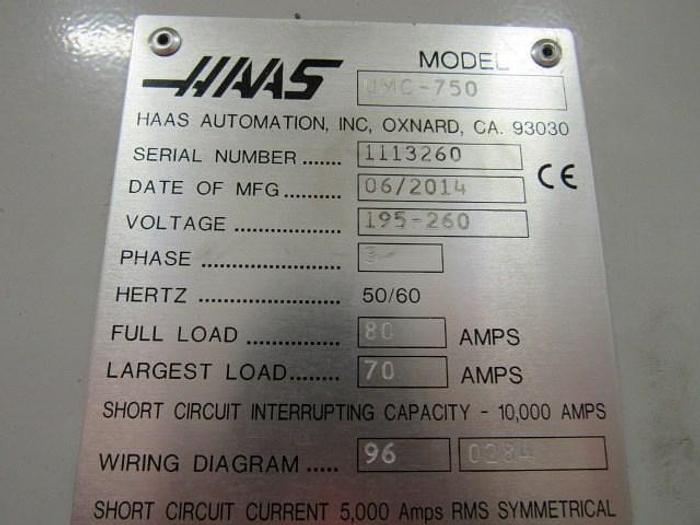 HAAS MODEL UMC-750
HAAS AUTOMATION, INC, OXNARD, CA. 93030
SERIAL NUMBER ....... 1113260
DATE OF MFG .......... 06/2014 CE
VOLTAGE .................. 195-260
PHASE ....................... 3
HERTZ ....................... 50/60
FULL LOAD ............... 80 AMPS
LARGEST LOAD........ 70 AMPS
SHORT CIRCUIT INTERRUPTING CAPACITY - 10,000 AMPS
WIRING DIAGRAM ..... 96 0284
SHORT CIRCUIT CURRENT 5,000 Amps RMS SYMMETRICAL